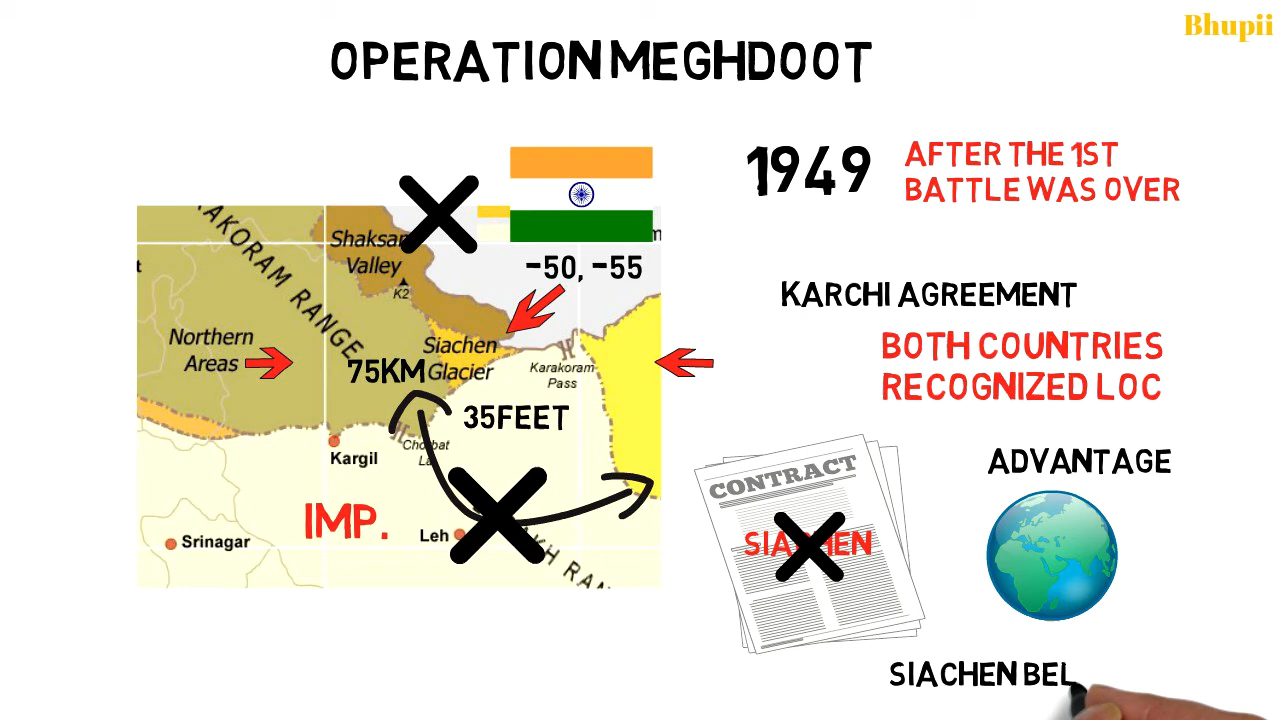 Bhupii
OPERATION MEGHDOOT
1949
AFTER THE 1ST
BATTLE WAS OVER
KARAKORAM RANGE
Shaksar
Valley
K2
-50, -55
Northern
Areas
75KM
Siachen
Glacier
Karakoram
Pass
35FEET
Kargil
IMP.
Leh
Srinagar
KARCHI AGREEMENT
BOTH COUNTRIES
RECOGNIZED LOC
ADVANTAGE
CONTRACT
SIACHEN
SIACHEN BEL